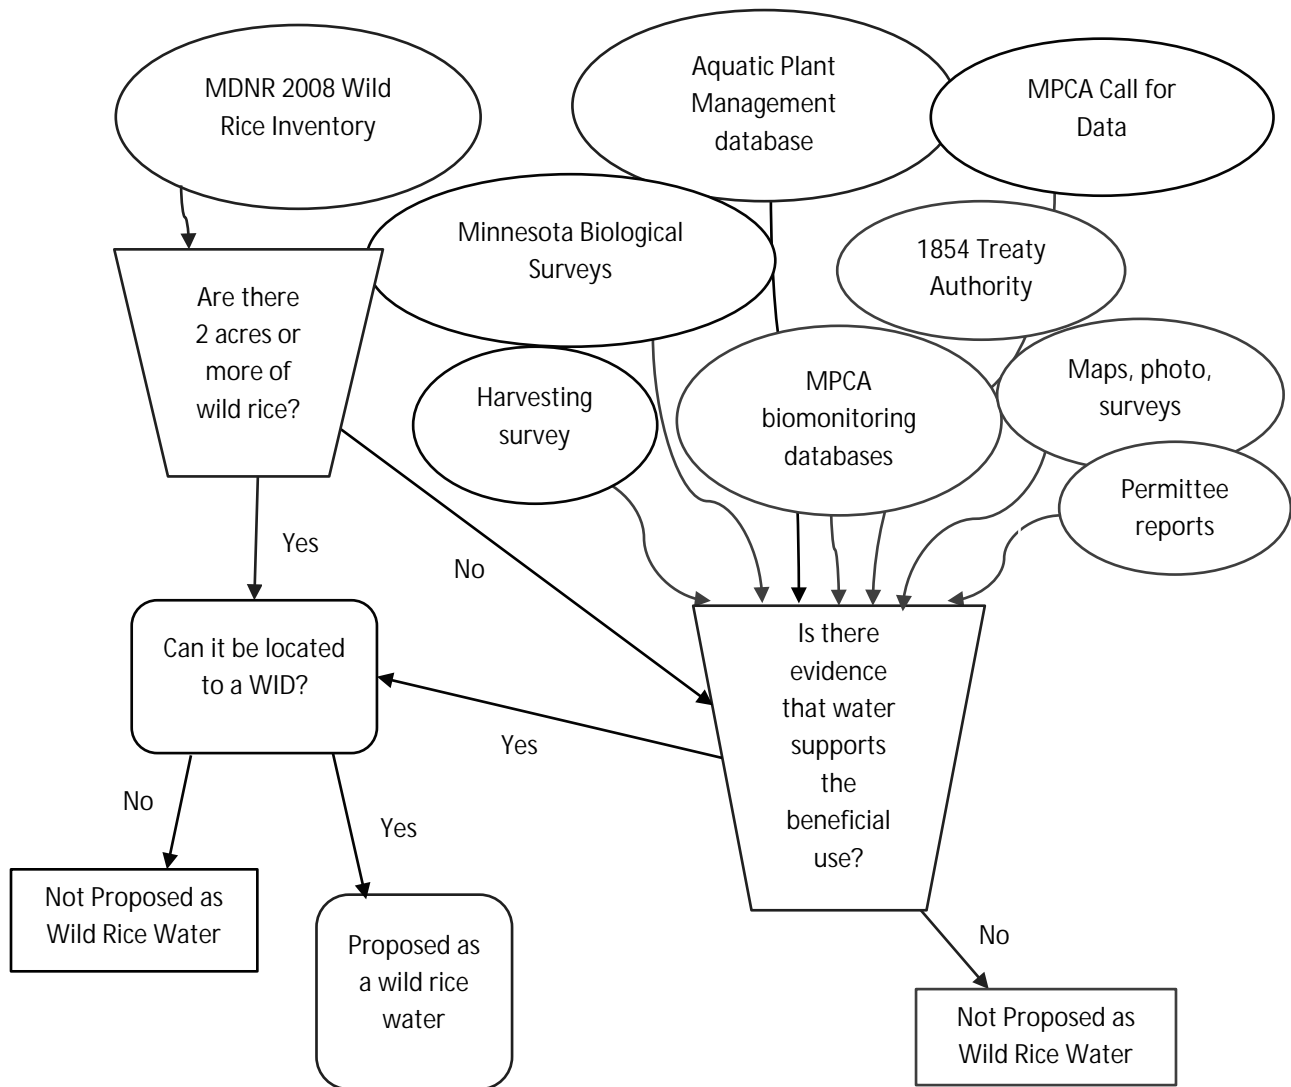 MDNR 2008 Wild
Rice Inventory
Aquatic Plant
Management
database
MPCA Call for
Data
Minnesota Biological
Surveys
1854 Treaty
Authority
Are there
2 acres or
more of
wild rice?
Harvesting
survey
MPCA
biomonitoring
databases
Maps, photo,
surveys
Permittee
reports
Yes
No
Can it be located
to a WID?
Is there
evidence
that water
supports
the
beneficial
use?
Yes
No
Yes
Not Proposed as
Wild Rice Water
Proposed as
a wild rice
water
No
Not Proposed as
Wild Rice Water